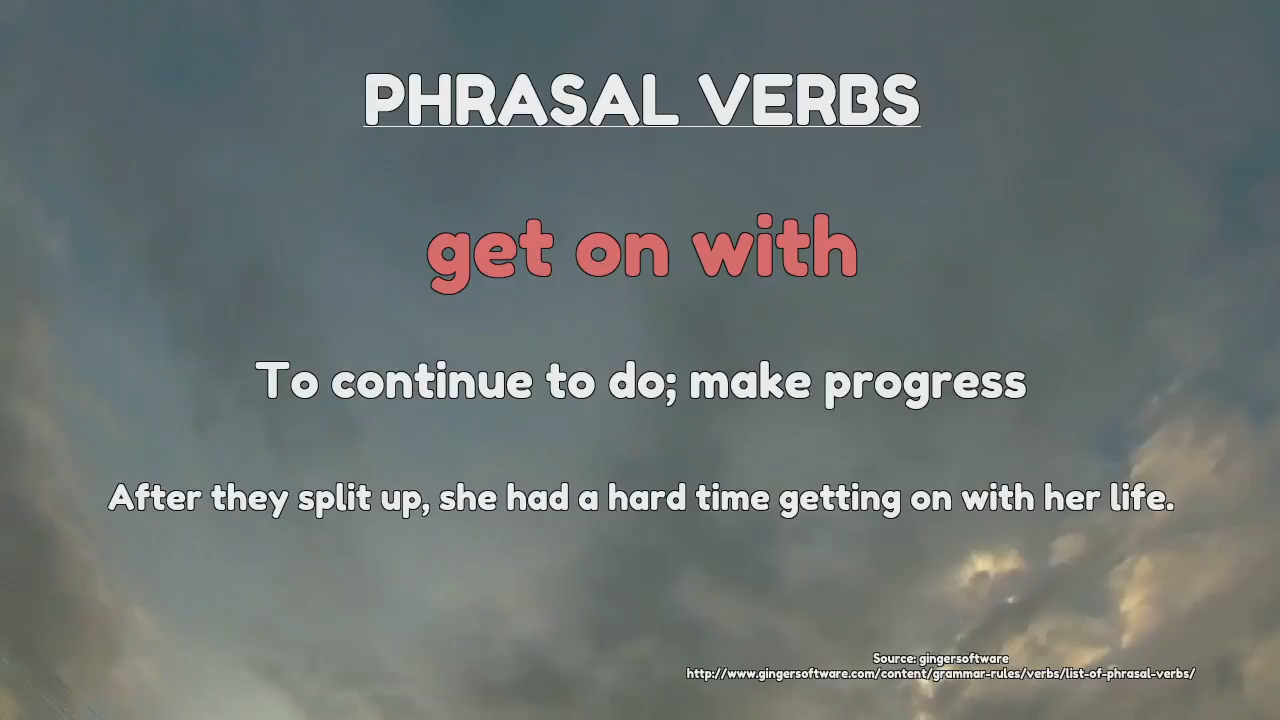 PHRASAL VERBS
get on with
To continue to do; make progress
After they split up, she had a hard time getting on with her life.
Source: gingersoftware
http://www.gingersoftware.com/content/grammar-rules/verbs/list-of-phrasal-verbs/